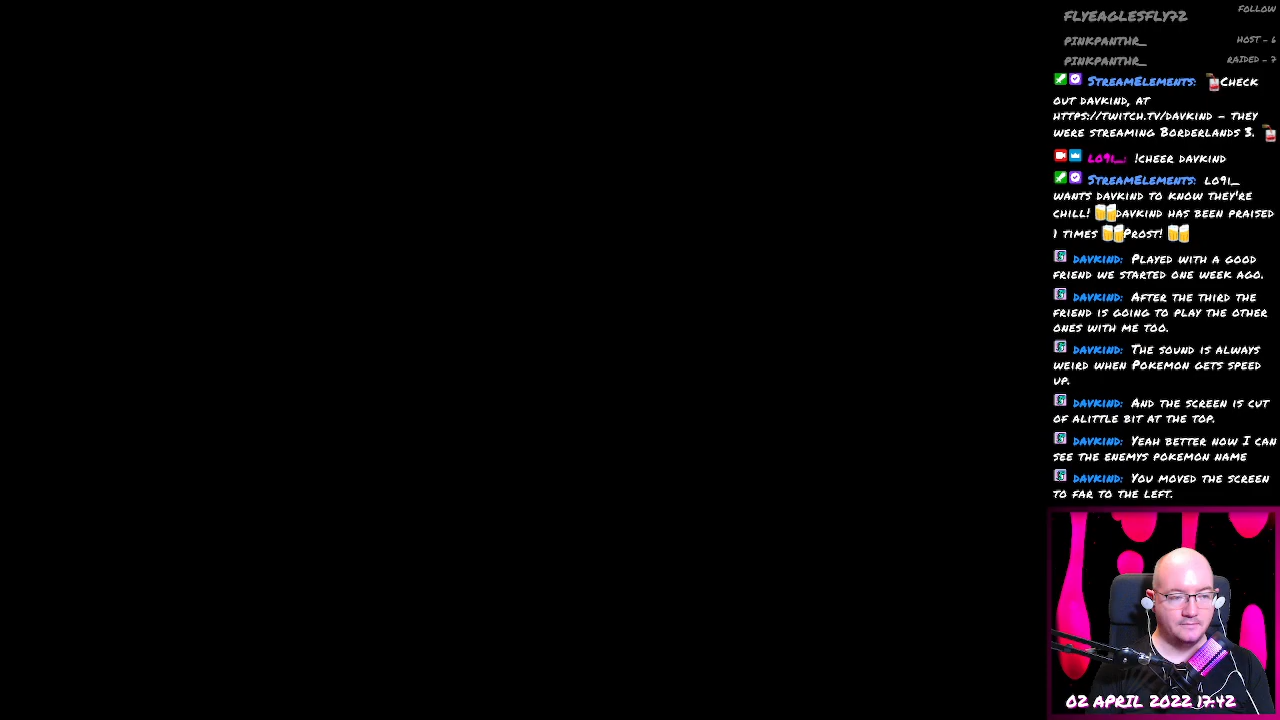 FLYEAGLESFLY72 FOLLOW
PINKPANTHR_ HOST - 6
PINKPANTHR_ RAIDED - 7
StreamElements: Check
out davkind, at
https://twitch.tv/davkind - they
were streaming Borderlands 3.
lo9i_: !cheer davkind
StreamElements: lo9i_
wants davkind to know they're
chill! davkind has been praised
1 times Prost!
davkind: Played with a good
friend we started one week ago.
davkind: After the third the
friend is going to play the other
ones with me too.
davkind: The sound is always
weird when Pokemon gets speed
up.
davkind: And the screen is cut
of alittle bit at the top.
davkind: Yeah better now I can
see the enemys pokemon name
davkind: You moved the screen
to far to the left.
02 APRIL 2022 17:42